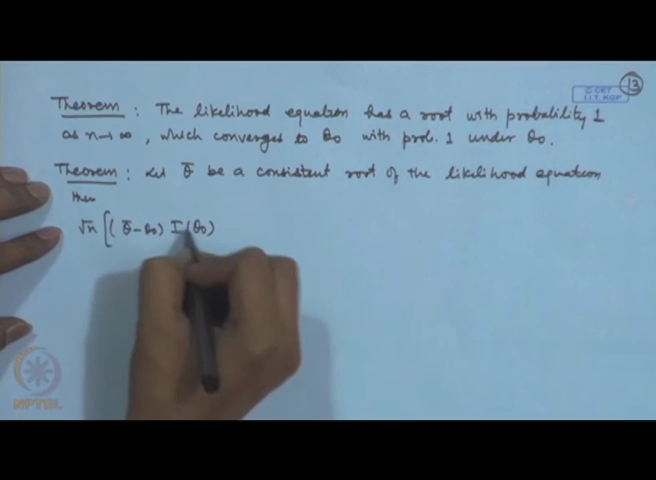 © CET
I.I.T. KGP
13
Theorem : The likelihood equation has a root with probability 1
as n→∞, which converges to θ0 with prob. 1 under θ0.
Theorem : Let θ̄ be a consistent root of the likelihood equation
then
√n [ ( θ̄ - θ0) I(θ0)
NPTEL